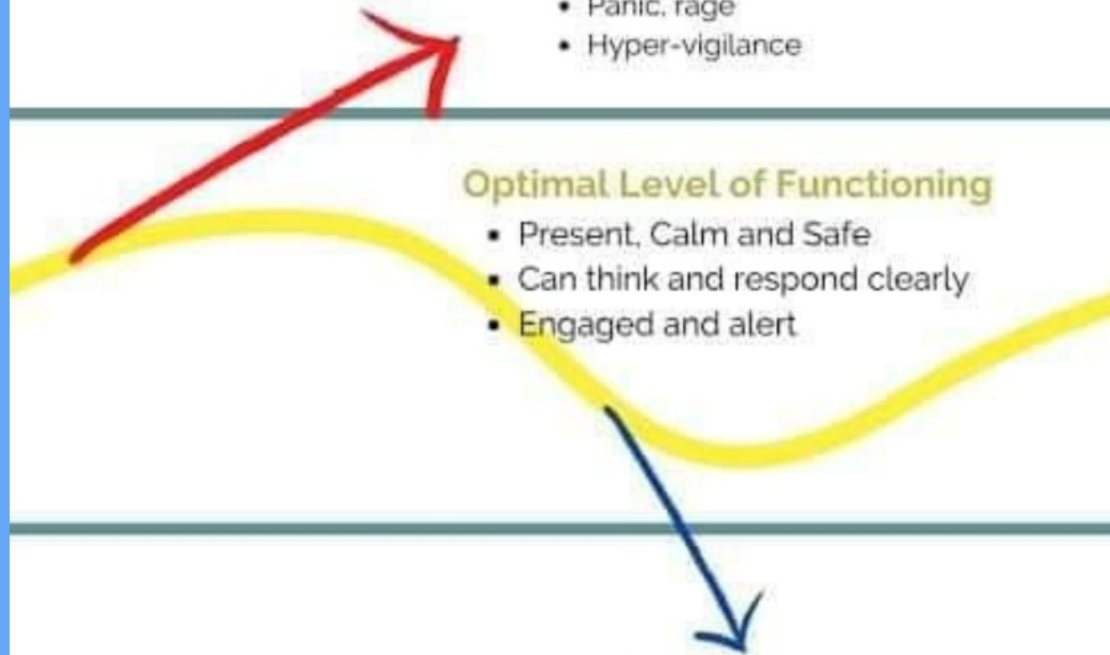 • Panic, rage
• Hyper-vigilance
Optimal Level of Functioning
• Present, Calm and Safe
• Can think and respond clearly
• Engaged and alert